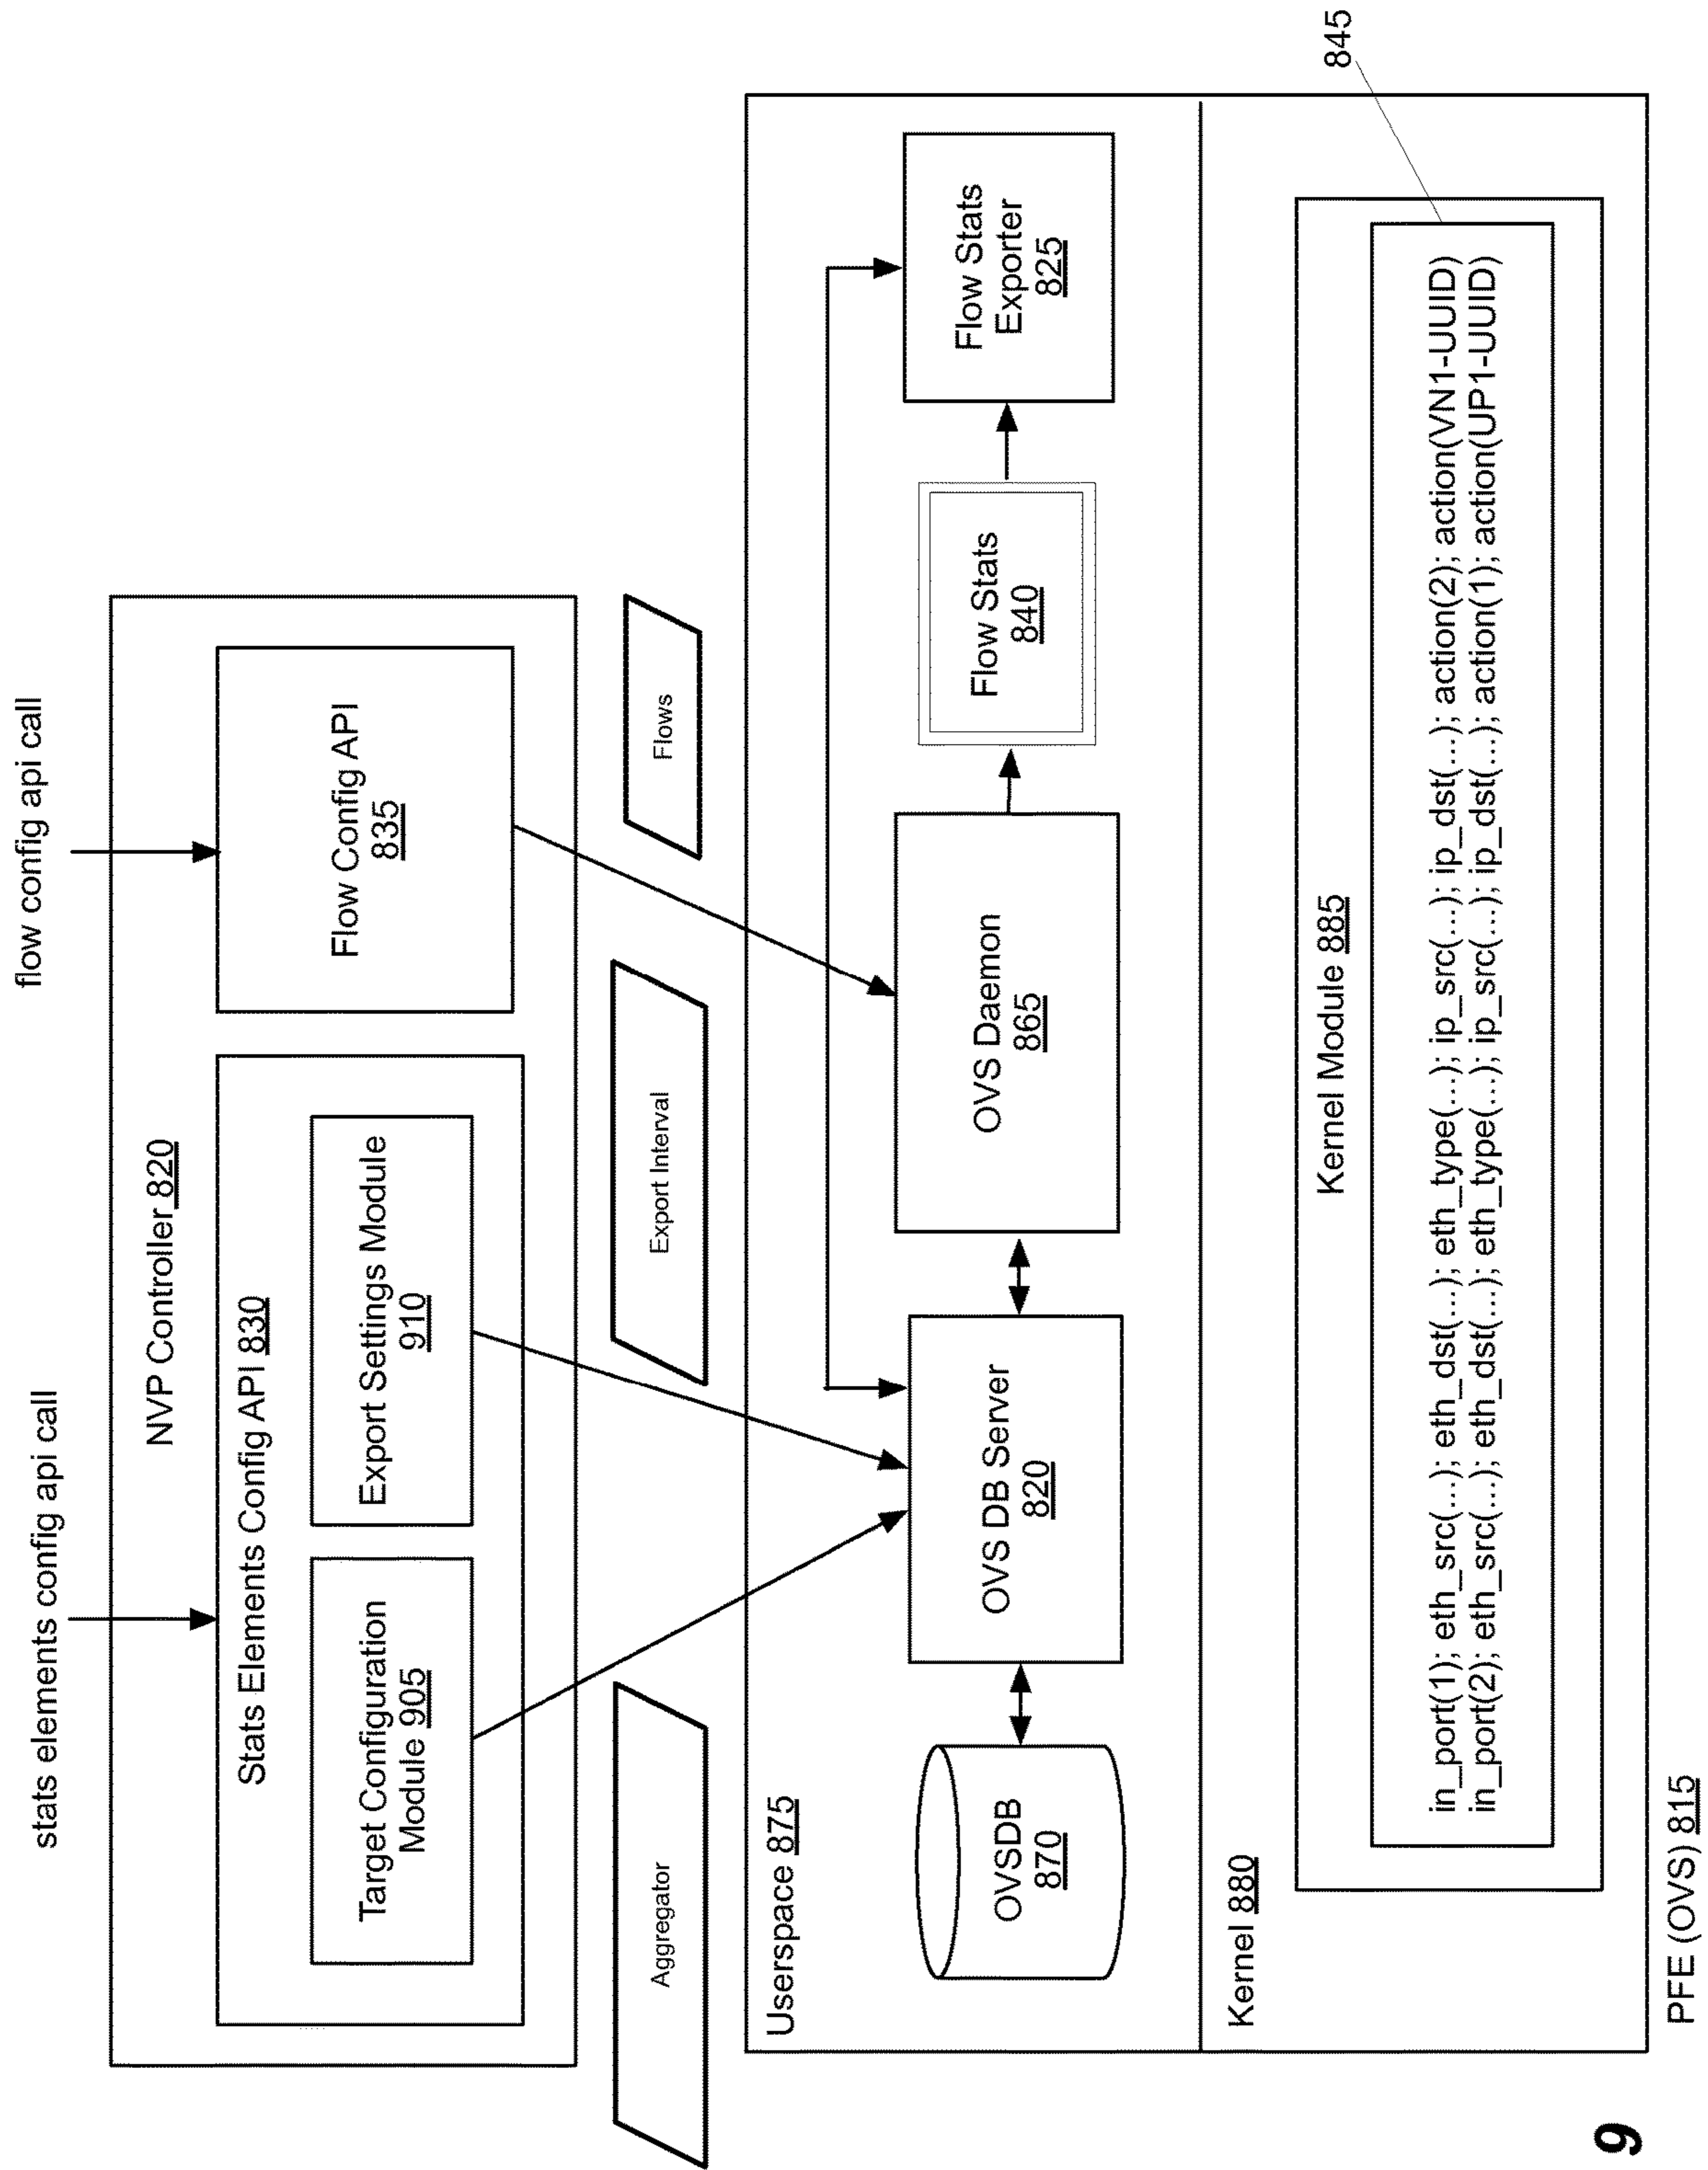 stats elements config api call
flow config api call
NVP Controller 820
Stats Elements Config API 830
Target Configuration
Module 905
Export Settings Module
910
Flow Config API
835
Aggregator
Export Interval
Flows
Userspace 875
OVSDB
870
OVS DB Server
820
OVS Daemon
865
Flow Stats
840
Flow Stats
Exporter
825
Kernel 880
Kernel Module 885
845
in_port(1); eth_src(...); eth_dst(...); eth_type(...); ip_src(...); ip_dst(...); action(2); action(VN1-UUID)
in_port(2); eth_src(...); eth_dst(...); eth_type(...); ip_src(...); ip_dst(...); action(1); action(UP1-UUID)
PFE (OVS) 815
9